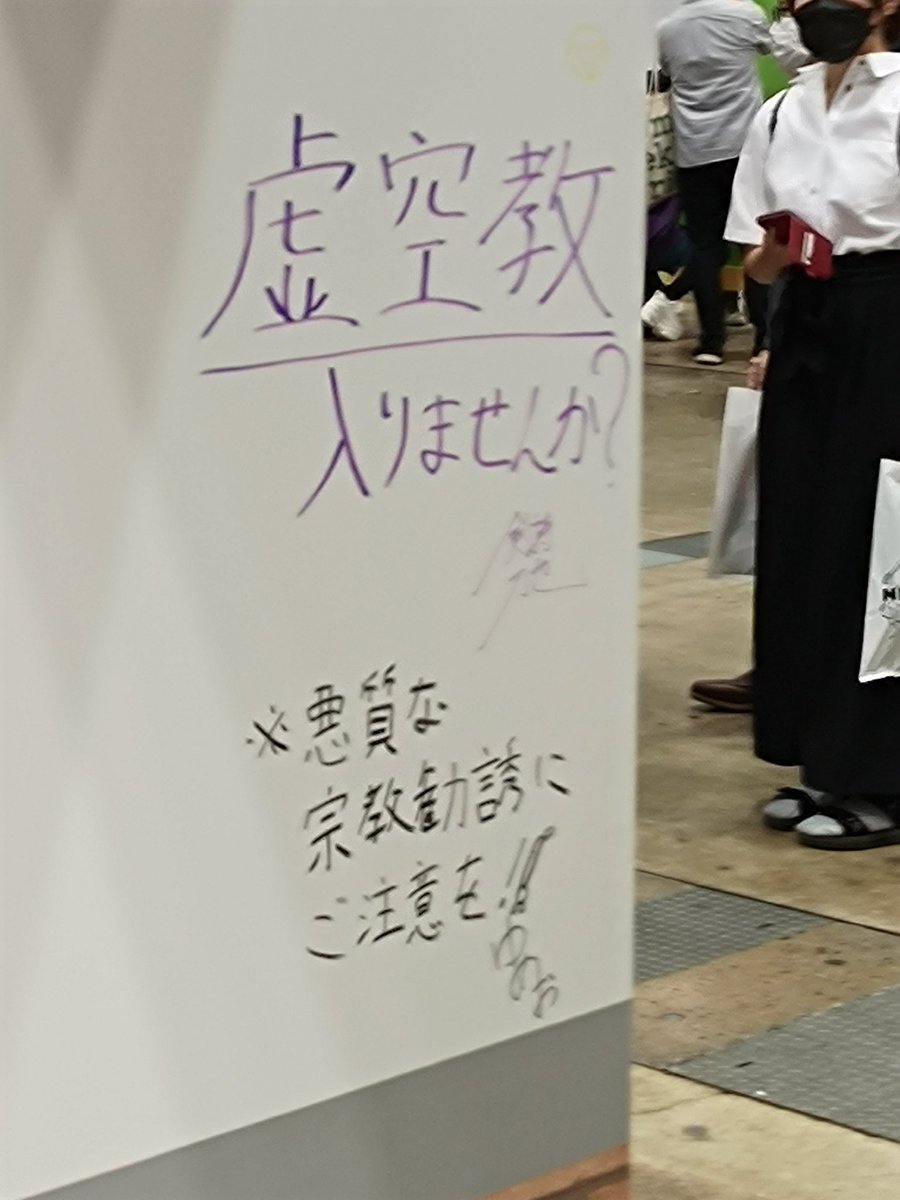 虚空教
入りませんか?
※悪質な
宗教勧誘に
ご注意を!!